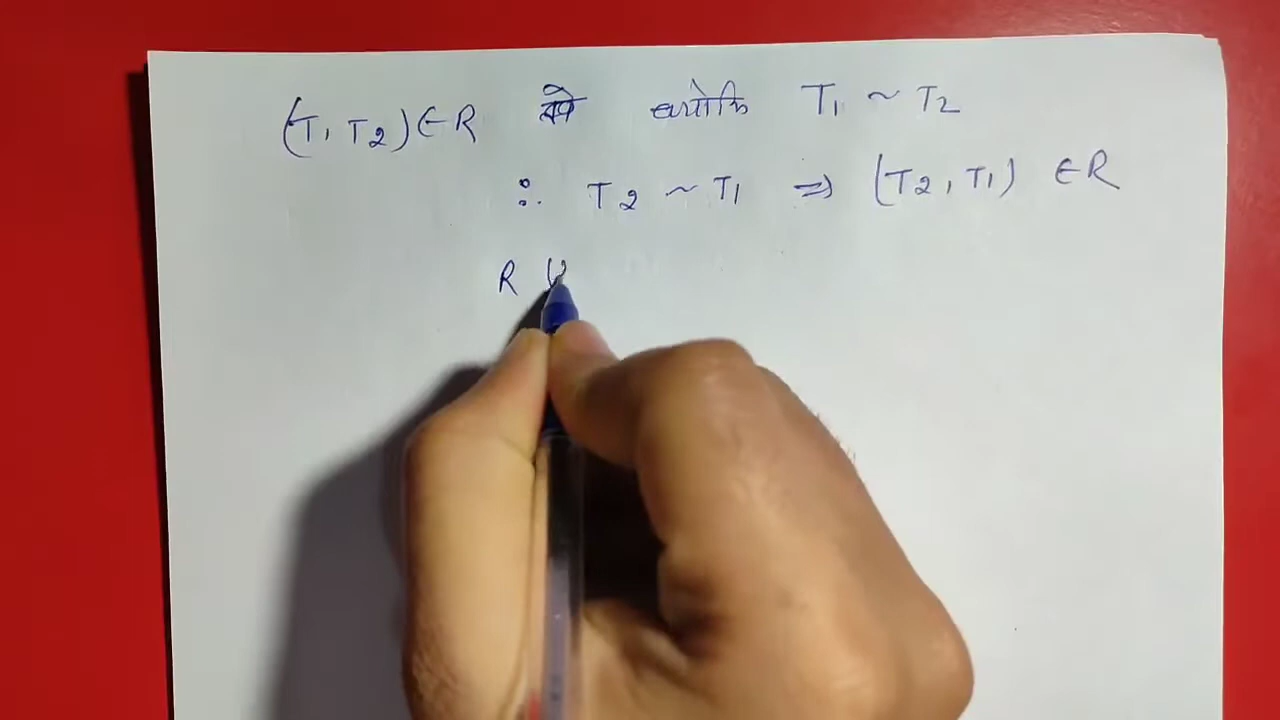 (T1 T2) ∈ R क्योकि T1 ~ T2
∴ T2 ~ T1 ⇒ (T2, T1) ∈ R
R